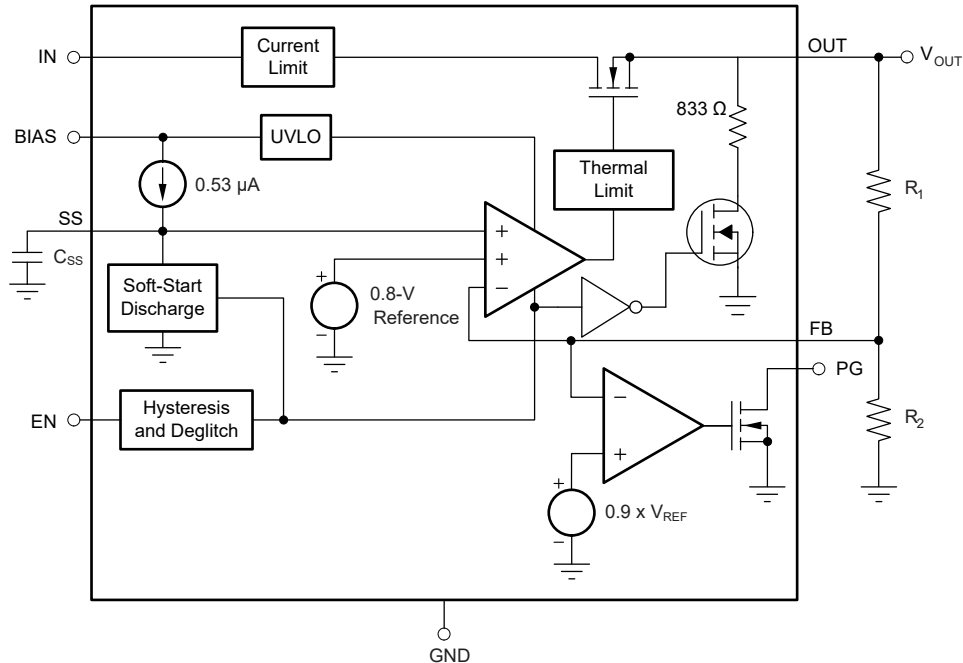 IN
Current
Limit
OUT
V_OUT
833 Ω
BIAS
UVLO
Thermal
Limit
0.53 µA
R_1
SS
C_SS
+
+
−
Soft-Start
Discharge
+
−
0.8-V
Reference
FB
PG
EN
Hysteresis
and Deglitch
−
+
R_2
+
−
0.9 x V_REF
GND